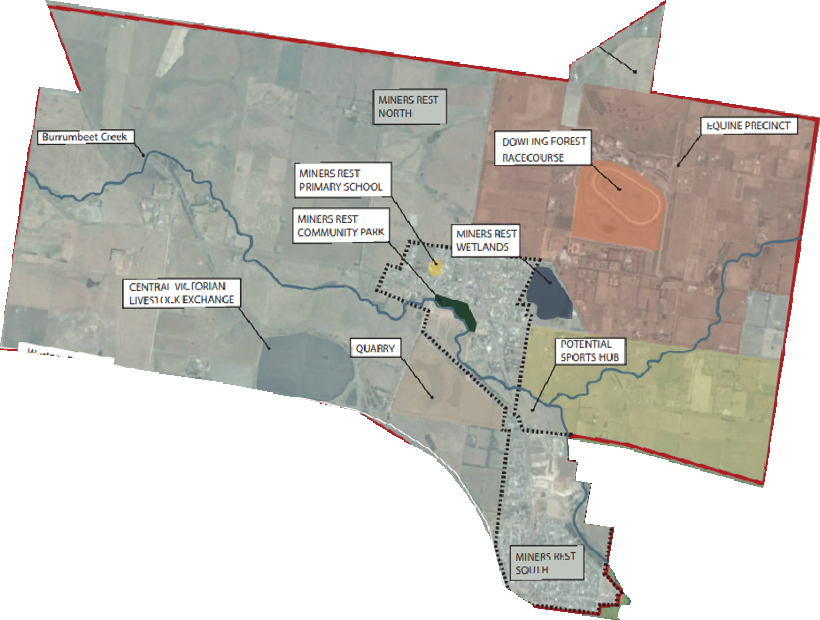 MINERS REST
NORTH
EQUINE PRECINCT
Burrumbeet Creek
DOWLING FOREST
RACECOURSE
MINERS REST
PRIMARY SCHOOL
MINERS REST
COMMUNITY PARK
MINERS REST
WETLANDS
CENTRAL VICTORIAN
LIVESTOCK EXCHANGE
QUARRY
POTENTIAL
SPORTS HUB
MINERS REST
SOUTH